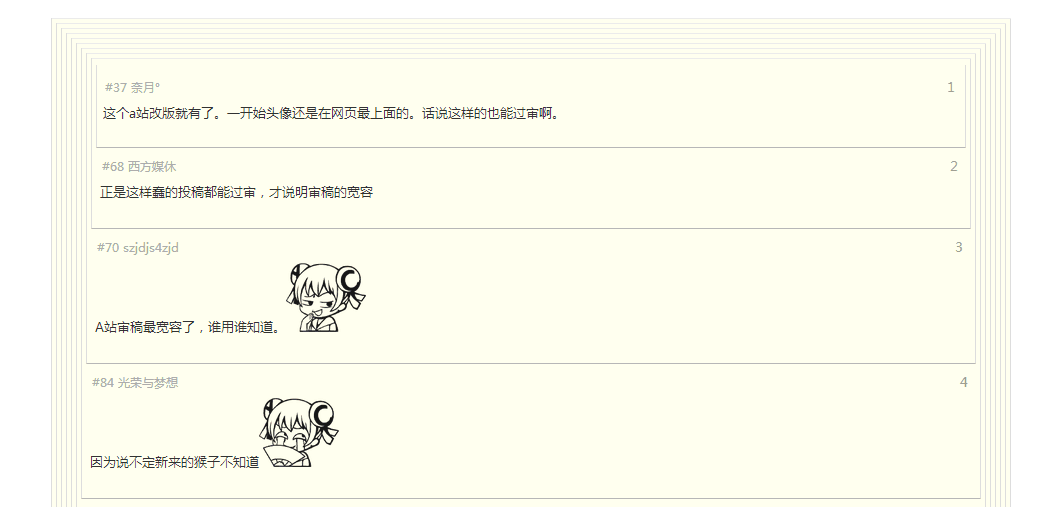 #37 奈月° 1
这个a站改版就有了。一开始头像还是在网页最上面的。话说这样的也能过审啊。
#68 西方媒休 2
正是这样蠢的投稿都能过审，才说明审稿的宽容
#70 szjdjs4zjd 3
A站审稿最宽容了，谁用谁知道。
#84 光荣与梦想 4
因为说不定新来的猴子不知道